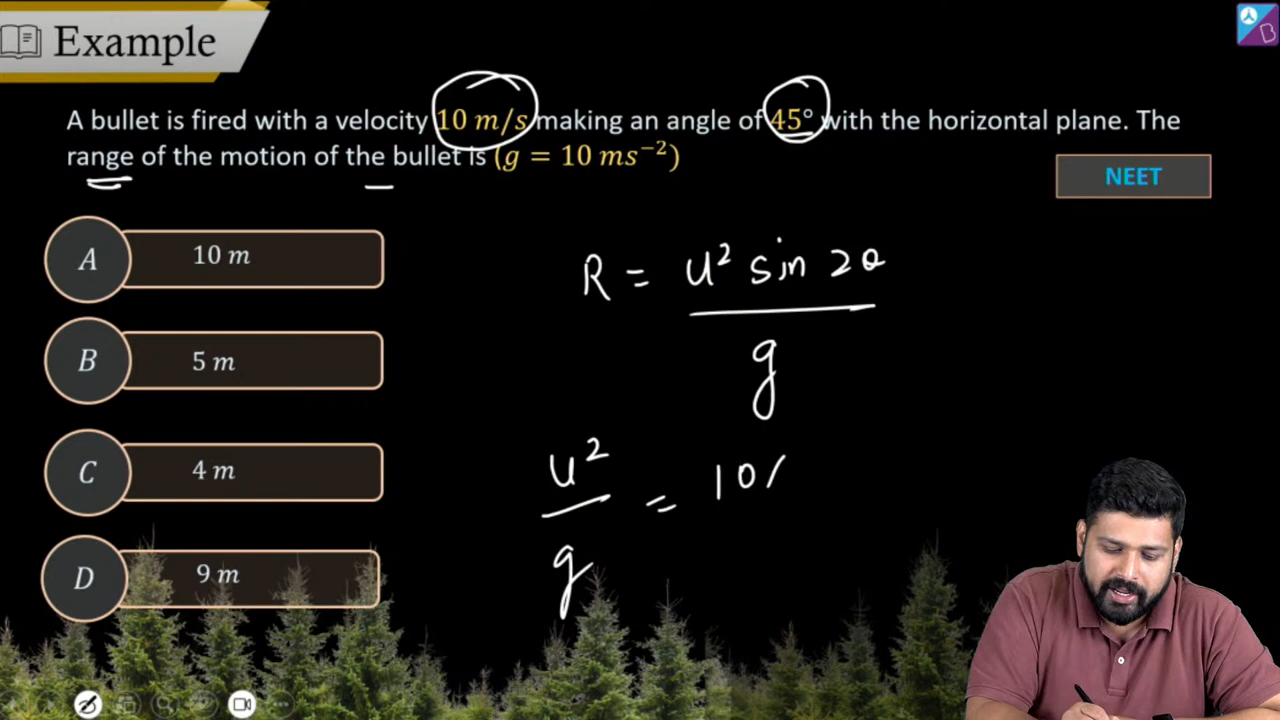 Example
A bullet is fired with a velocity 10 m/s making an angle of 45° with the horizontal plane. The
range of the motion of the bullet is (g = 10 ms⁻²)
NEET
A 10 m
B 5 m
C 4 m
D 9 m
R = u² sin 2θ
g
u² = 10/
g
B